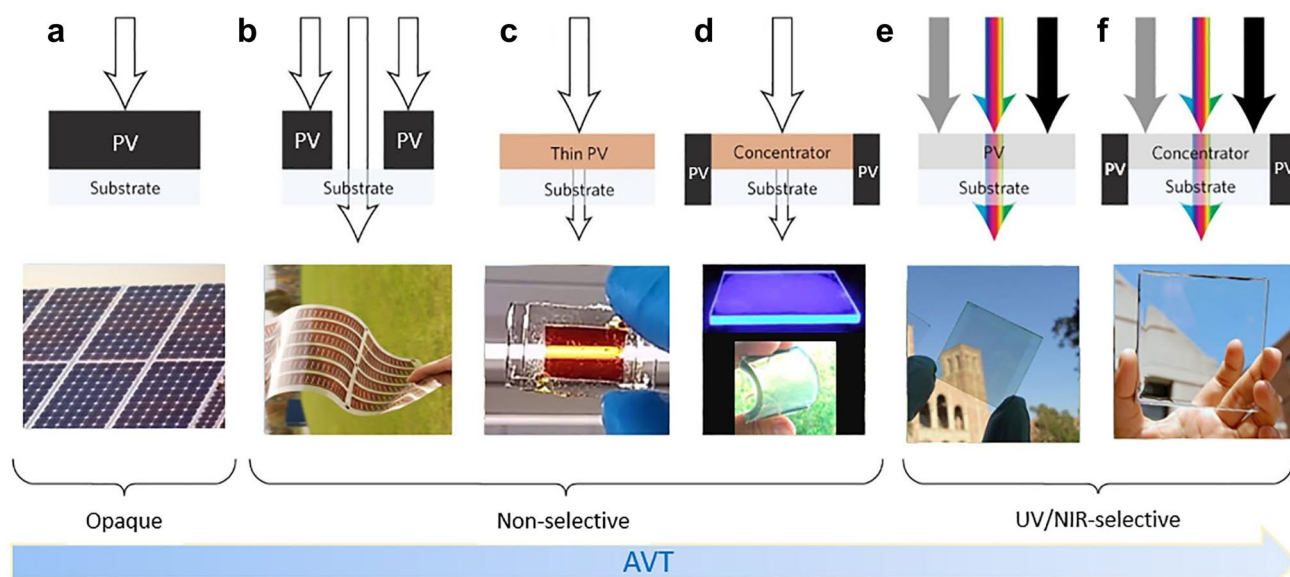 a b c d e f
PV PV PV Thin PV PV Concentrator PV PV PV Concentrator PV
Substrate Substrate Substrate Substrate Substrate Substrate
Opaque Non-selective UV/NIR-selective
AVT